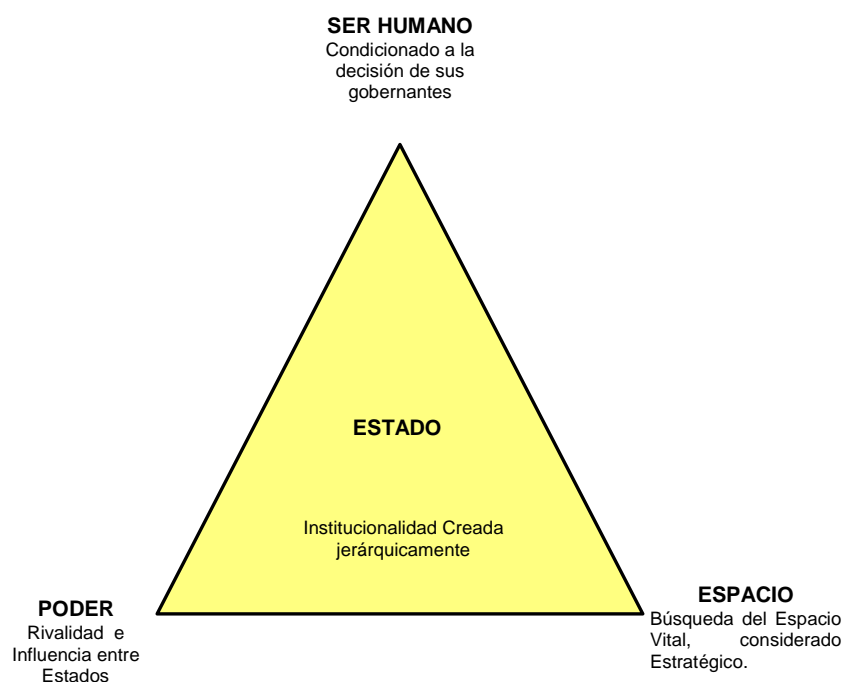 SER HUMANO
Condicionado a la
decisión de sus
gobernantes
ESTADO
Institucionalidad Creada
jerárquicamente
PODER
Rivalidad e
Influencia entre
Estados
ESPACIO
Búsqueda del Espacio
Vital, considerado
Estratégico.